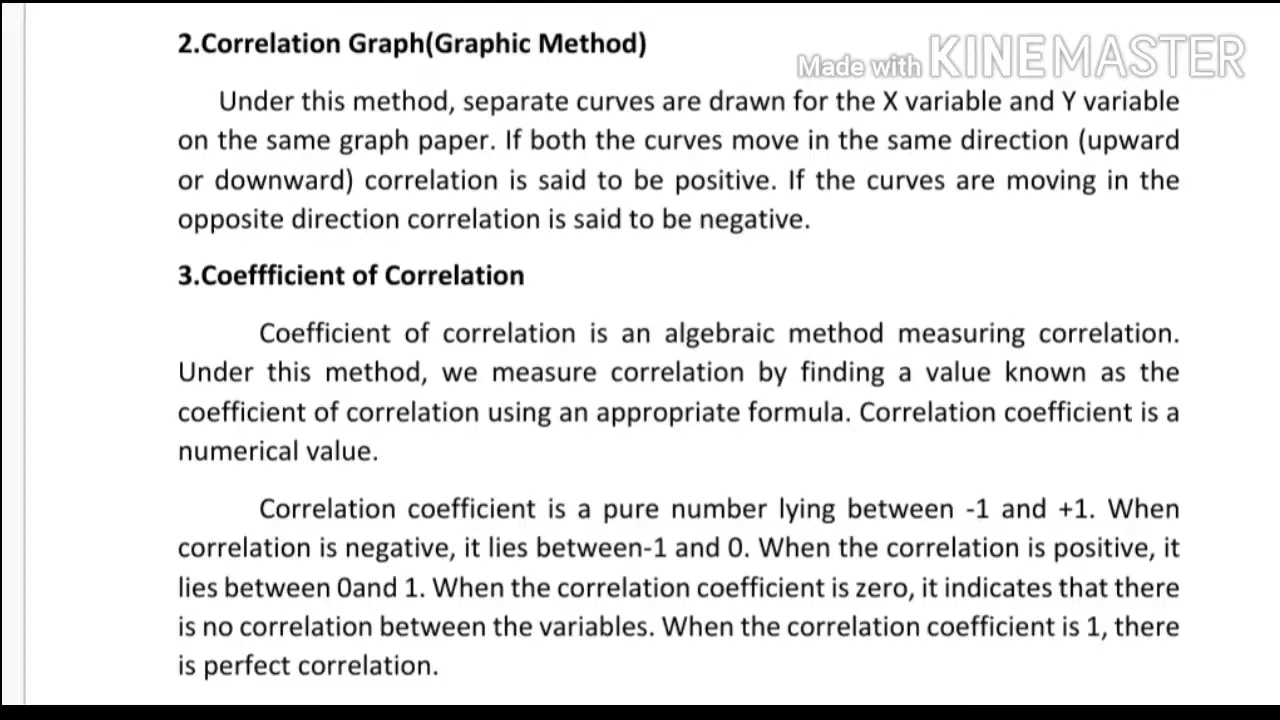 2.Correlation Graph(Graphic Method)
Made with KINEMASTER
Under this method, separate curves are drawn for the X variable and Y variable
on the same graph paper. If both the curves move in the same direction (upward
or downward) correlation is said to be positive. If the curves are moving in the
opposite direction correlation is said to be negative.
3.Coeffficient of Correlation
Coefficient of correlation is an algebraic method measuring correlation.
Under this method, we measure correlation by finding a value known as the
coefficient of correlation using an appropriate formula. Correlation coefficient is a
numerical value.
Correlation coefficient is a pure number lying between -1 and +1. When
correlation is negative, it lies between-1 and 0. When the correlation is positive, it
lies between 0and 1. When the correlation coefficient is zero, it indicates that there
is no correlation between the variables. When the correlation coefficient is 1, there
is perfect correlation.